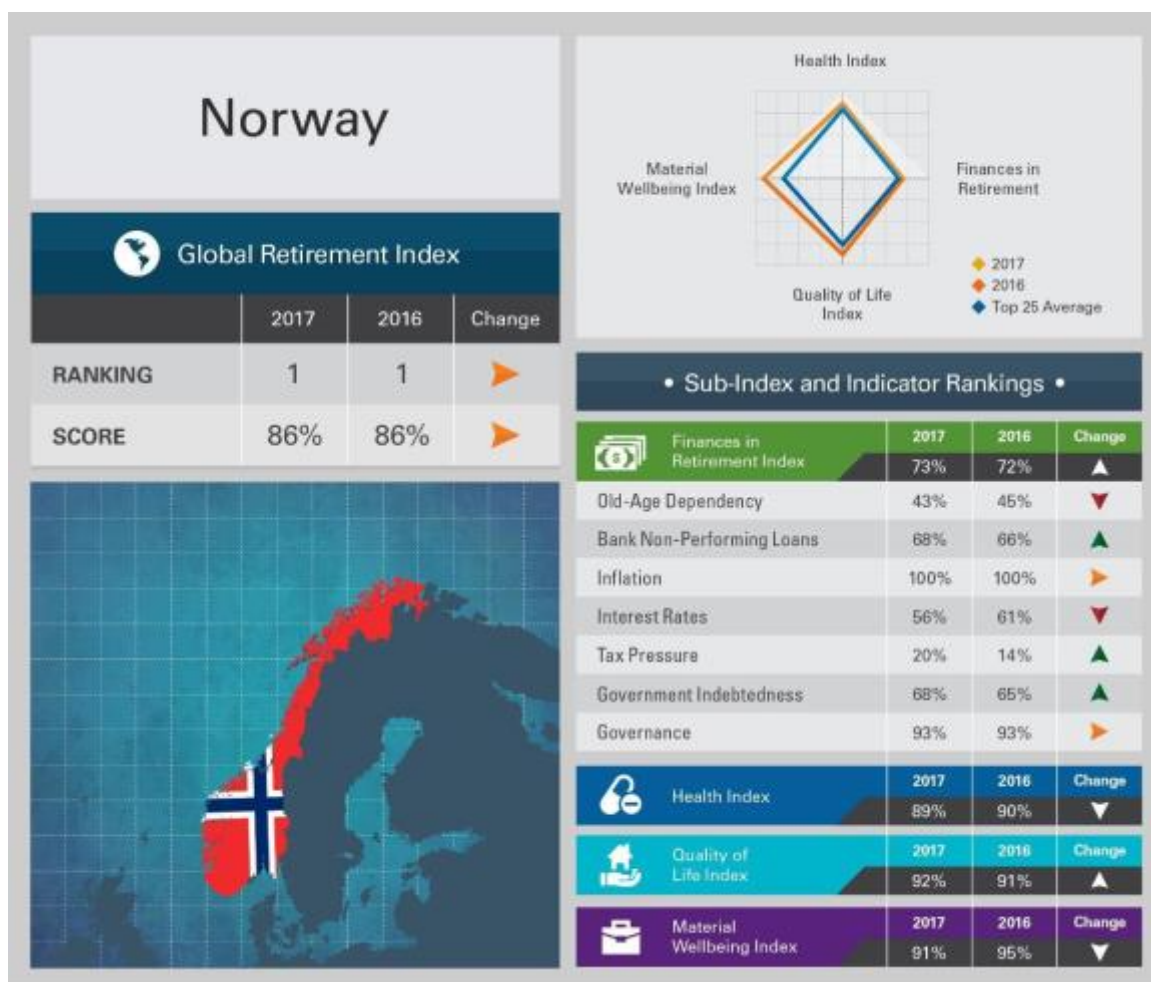 Norway
Global Retirement Index
2017 2016 Change
RANKING 1 1
SCORE 86% 86%
Health Index
Material
Wellbeing Index
Finances in
Retirement
Quality of Life
Index
2017
2016
Top 25 Average
• Sub-Index and Indicator Rankings •
Finances in
Retirement Index
2017 2016 Change
73% 72%
Old-Age Dependency 43% 45%
Bank Non-Performing Loans 68% 66%
Inflation 100% 100%
Interest Rates 56% 61%
Tax Pressure 20% 14%
Government Indebtedness 68% 65%
Governance 93% 93%
Health Index
2017 2016 Change
89% 90%
Quality of
Life Index
2017 2016 Change
92% 91%
Material
Wellbeing Index
2017 2016 Change
91% 95%